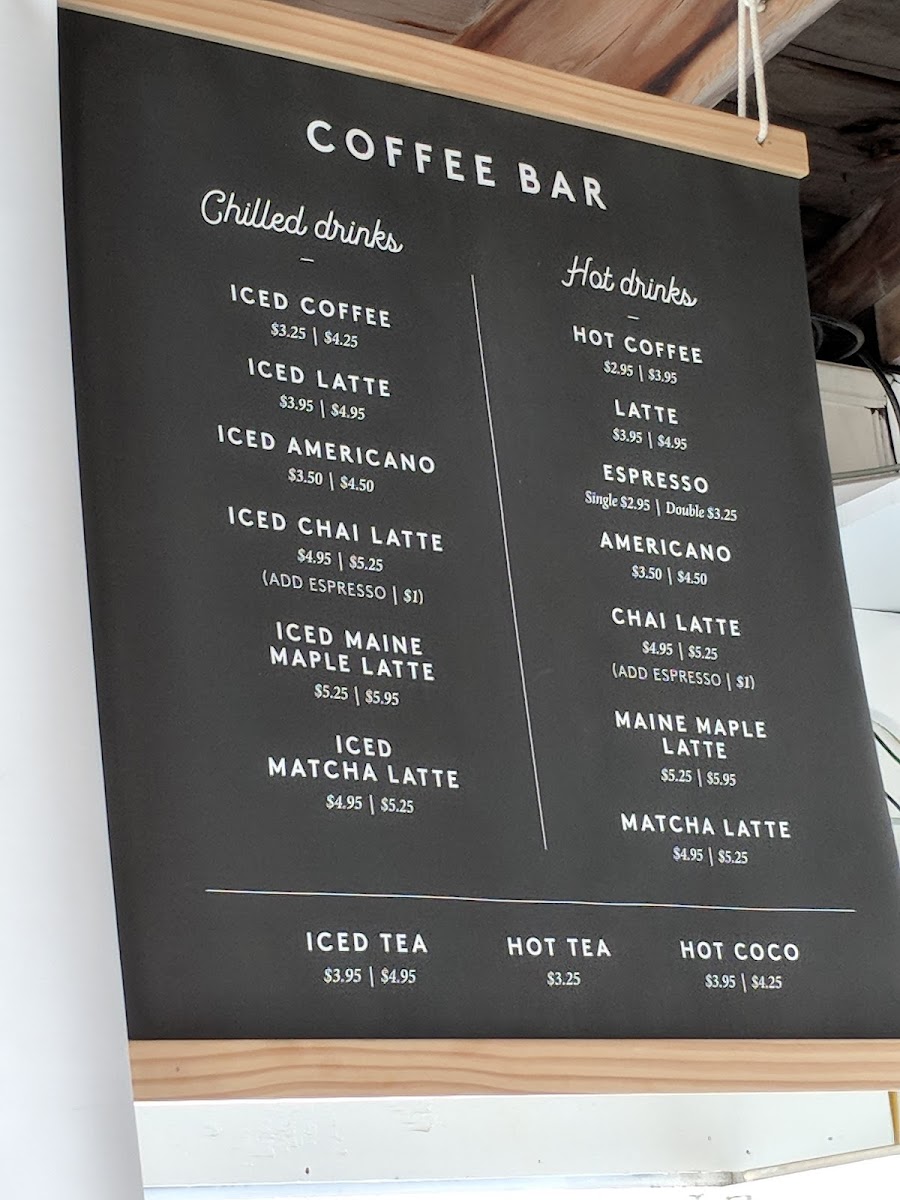 COFFEE BAR
Chilled drinks
ICED COFFEE
$3.25 | $4.25
ICED LATTE
$3.95 | $4.95
ICED AMERICANO
$3.50 | $4.50
ICED CHAI LATTE
$4.95 | $5.25
(ADD ESPRESSO | $1)
ICED MAINE
MAPLE LATTE
$5.25 | $5.95
ICED
MATCHA LATTE
$4.95 | $5.25
Hot drinks
HOT COFFEE
$2.95 | $3.95
LATTE
$3.95 | $4.95
ESPRESSO
Single $2.95 | Double $3.25
AMERICANO
$3.50 | $4.50
CHAI LATTE
$4.95 | $5.25
(ADD ESPRESSO | $1)
MAINE MAPLE
LATTE
$5.25 | $5.95
MATCHA LATTE
$4.95 | $5.25
ICED TEA
$3.95 | $4.95
HOT TEA
$3.25
HOT COCO
$3.95 | $4.25